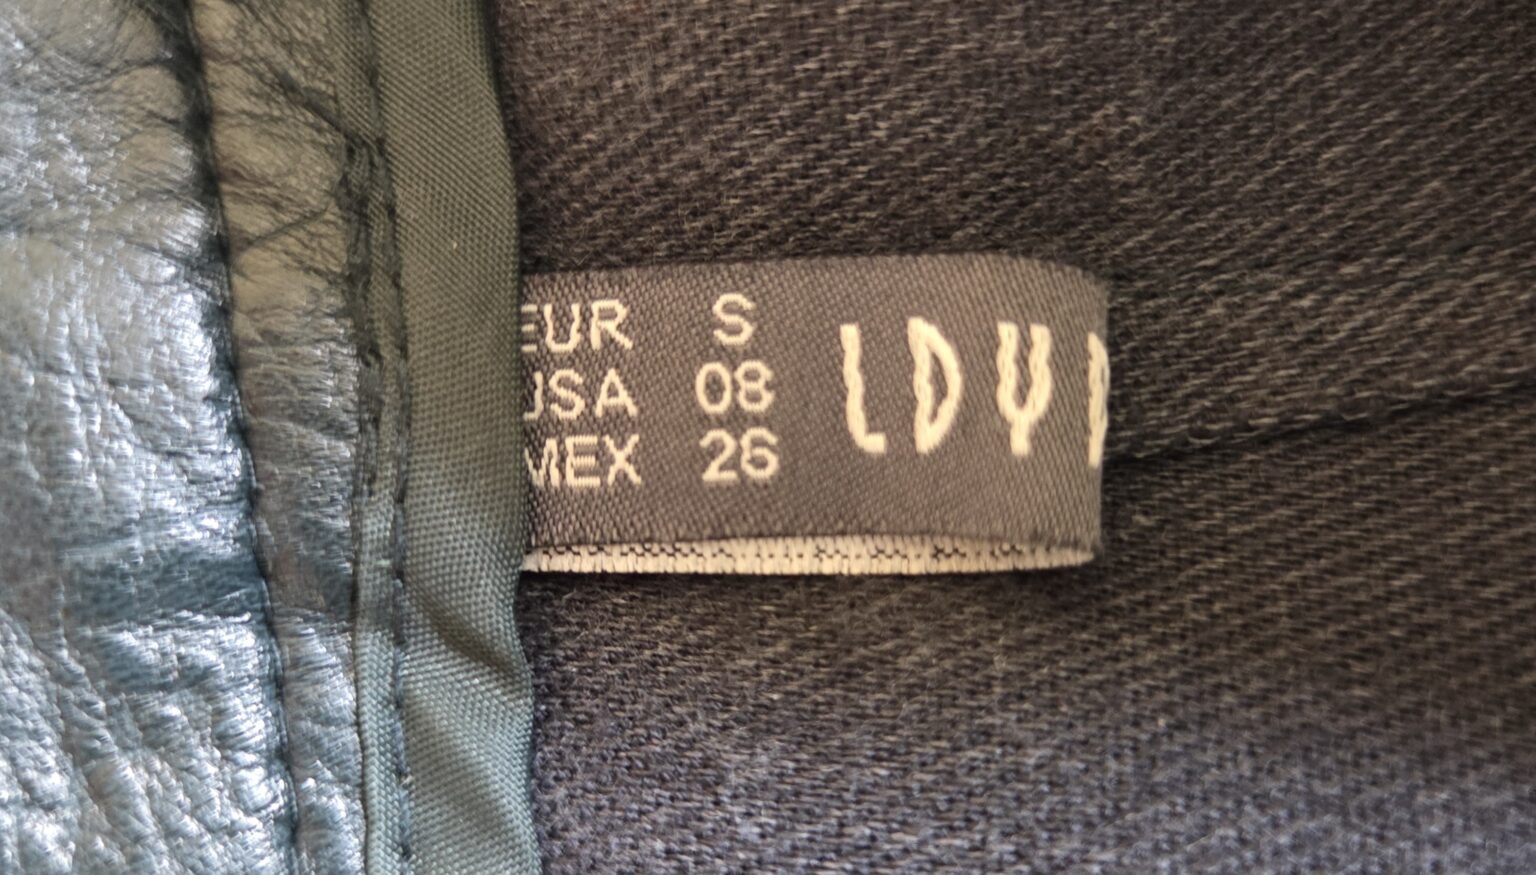 EUR S
USA 08
MEX 26
LDY